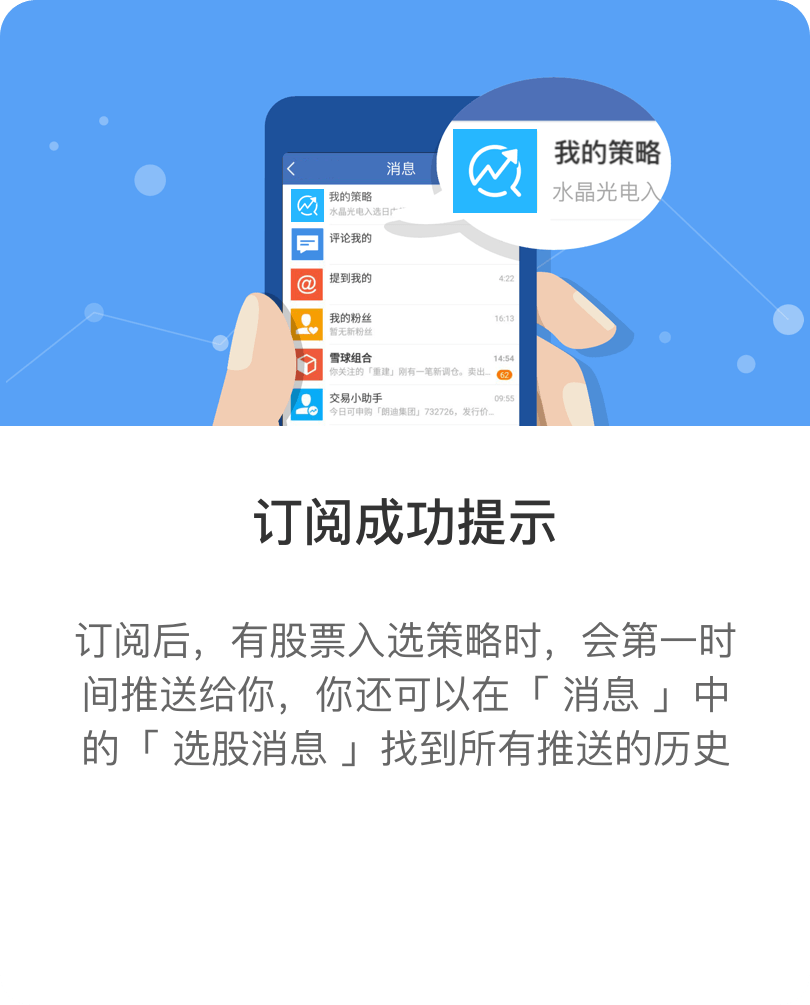 消息
我的策略
水晶光电入
我的策略
水晶光电入选日
评论我的
提到我的
4:22
我的粉丝
16:13
暂无新粉丝
雪球组合
14:54
你关注的「重建」刚有一笔新调仓。卖出...
62
交易小助手
09:55
今日可申购「朗迪集团」732726，发行价...
订阅成功提示
订阅后，有股票入选策略时，会第一时
间推送给你，你还可以在「 消息 」中
的「 选股消息 」找到所有推送的历史